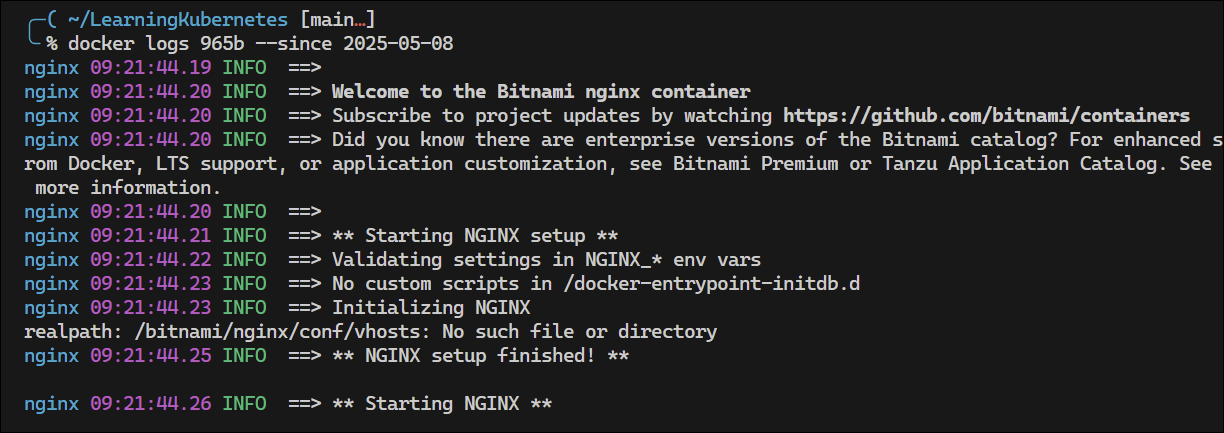 ( ~/LearningKubernetes [main…]
% docker logs 965b --since 2025-05-08
nginx 09:21:44.19 INFO  ==>
nginx 09:21:44.20 INFO  ==> Welcome to the Bitnami nginx container
nginx 09:21:44.20 INFO  ==> Subscribe to project updates by watching https://github.com/bitnami/containers
nginx 09:21:44.20 INFO  ==> Did you know there are enterprise versions of the Bitnami catalog? For enhanced s
rom Docker, LTS support, or application customization, see Bitnami Premium or Tanzu Application Catalog. See
more information.
nginx 09:21:44.20 INFO  ==>
nginx 09:21:44.21 INFO  ==> ** Starting NGINX setup **
nginx 09:21:44.22 INFO  ==> Validating settings in NGINX_* env vars
nginx 09:21:44.23 INFO  ==> No custom scripts in /docker-entrypoint-initdb.d
nginx 09:21:44.23 INFO  ==> Initializing NGINX
realpath: /bitnami/nginx/conf/vhosts: No such file or directory
nginx 09:21:44.25 INFO  ==> ** NGINX setup finished! **
nginx 09:21:44.26 INFO  ==> ** Starting NGINX **